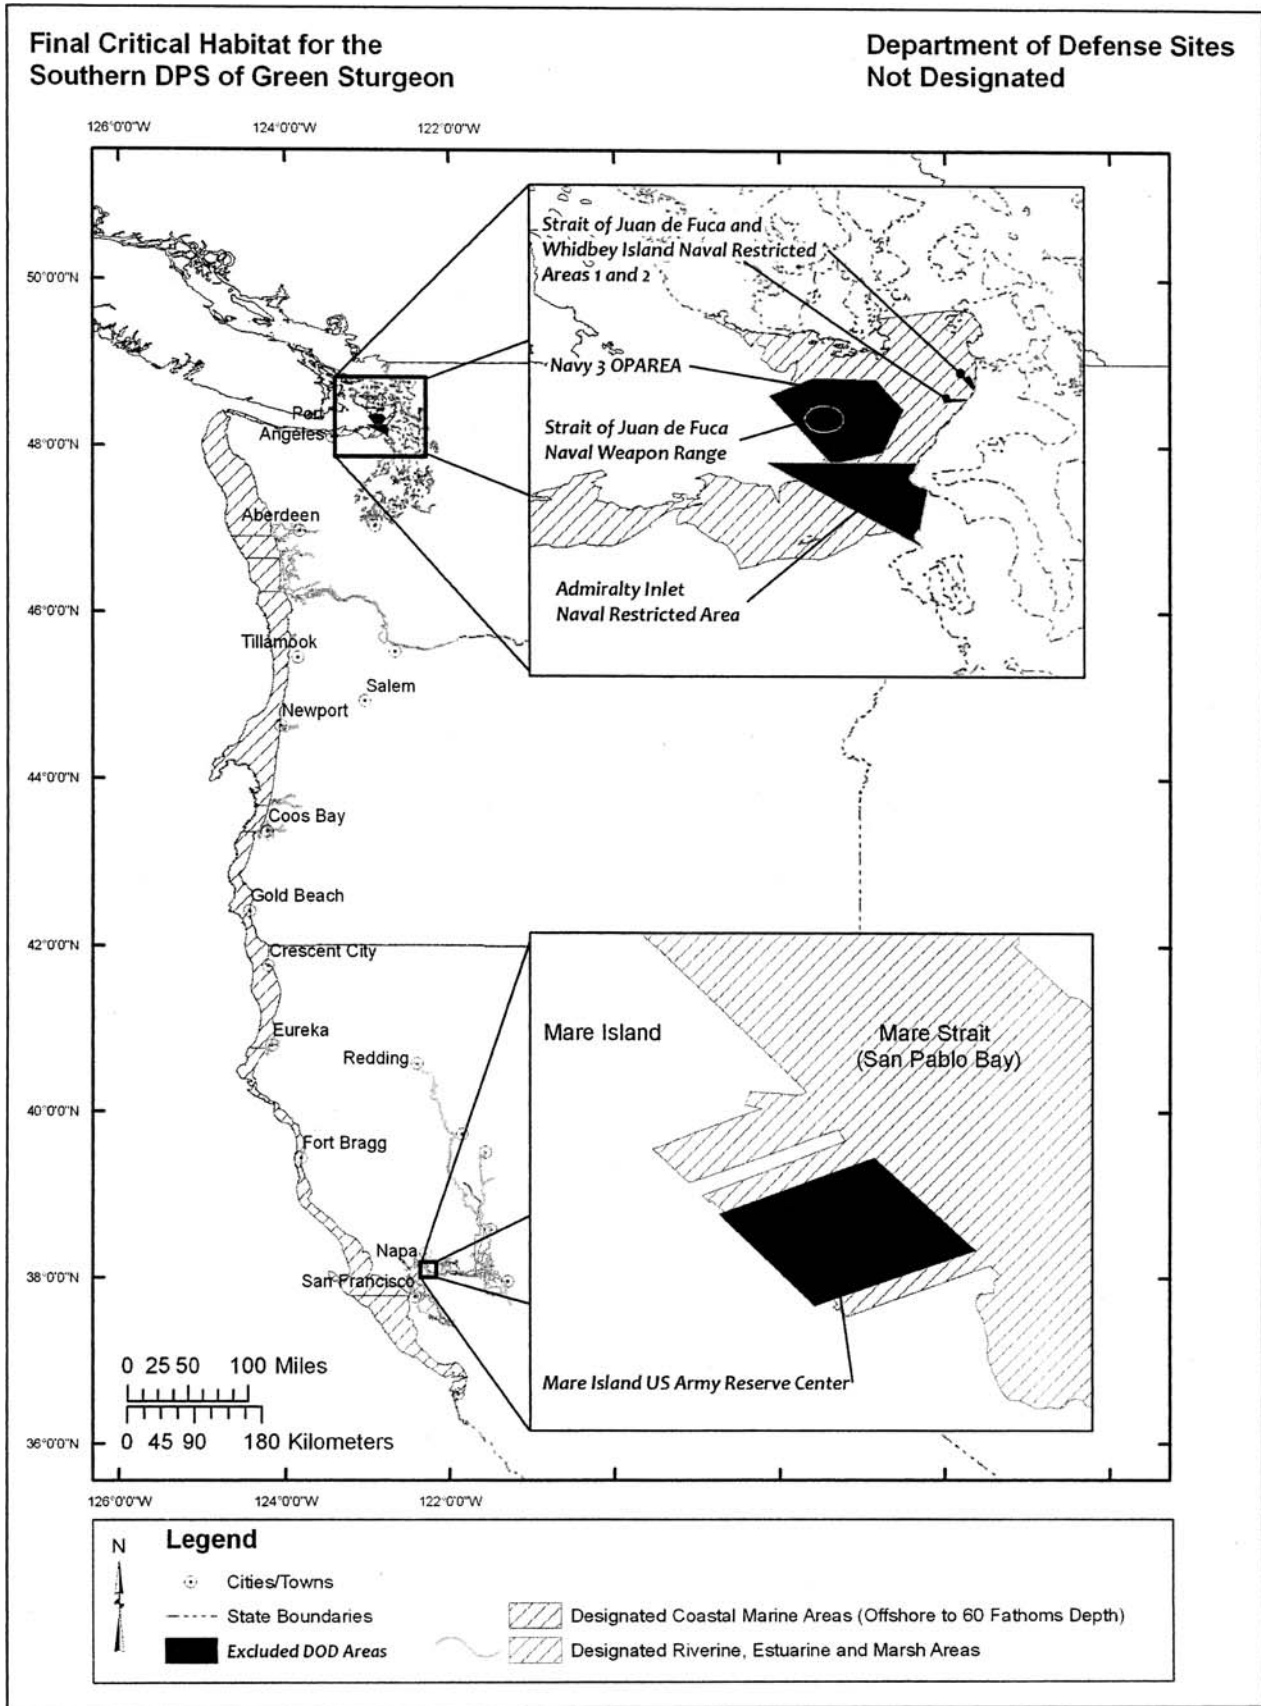 Final Critical Habitat for the
Southern DPS of Green Sturgeon
Department of Defense Sites
Not Designated
126°0'0"W
124°0'0"W
122°0'0"W
50°0'0"N
48°0'0"N
46°0'0"N
44°0'0"N
42°0'0"N
40°0'0"N
38°0'0"N
36°0'0"N
Strait of Juan de Fuca and
Whidbey Island Naval Restricted
Areas 1 and 2
Navy 3 OPAREA
Strait of Juan de Fuca
Naval Weapon Range
Admiralty Inlet
Naval Restricted Area
Port
Angeles
Aberdeen
Tillamook
Salem
Newport
Coos Bay
Gold Beach
Crescent City
Eureka
Redding
Fort Bragg
Napa
San Francisco
Mare Island
Mare Strait
(San Pablo Bay)
Mare Island US Army Reserve Center
0 25 50 100 Miles
0 45 90 180 Kilometers
126°0'0"W
124°0'0"W
122°0'0"W
N
Legend
Cities/Towns
State Boundaries
Excluded DOD Areas
Designated Coastal Marine Areas (Offshore to 60 Fathoms Depth)
Designated Riverine, Estuarine and Marsh Areas